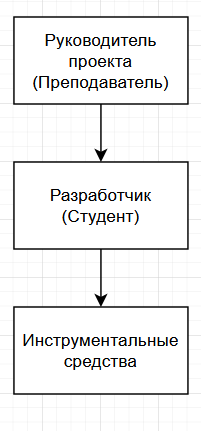 Руководитель
проекта
(Преподаватель)
Разработчик
(Студент)
Инструментальные
средства